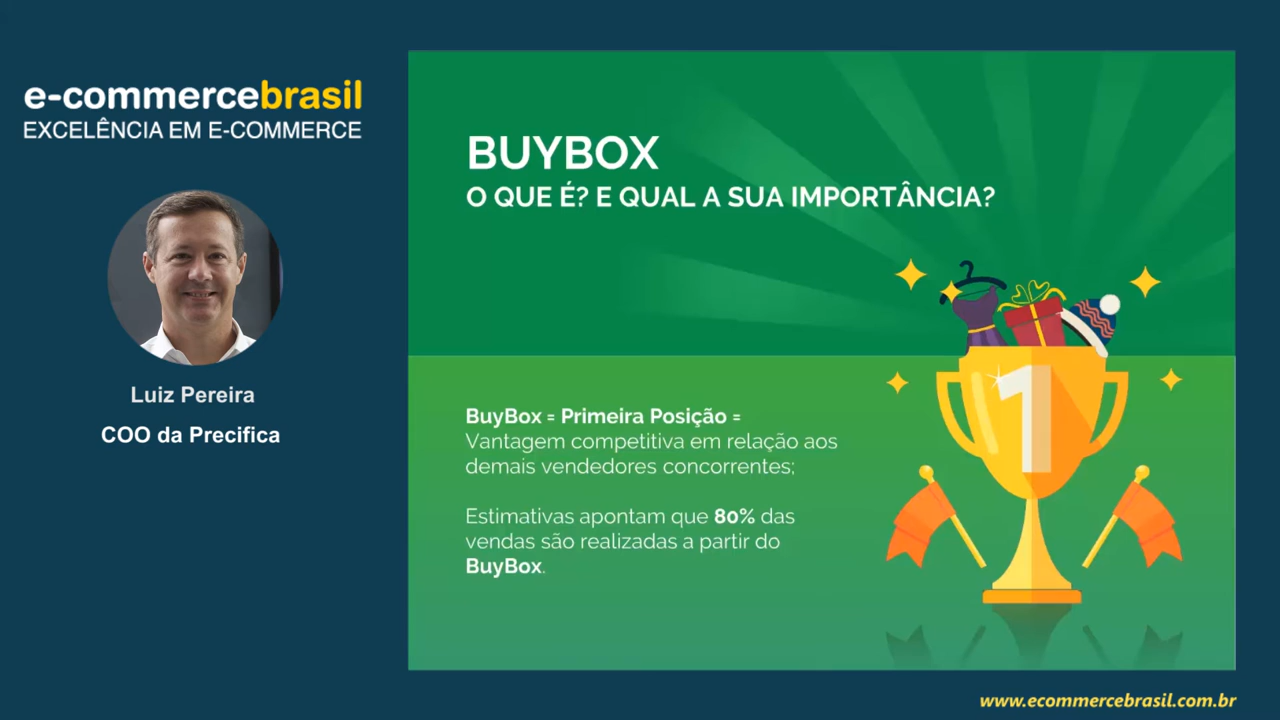 e-commercebrasil
EXCELÊNCIA EM E-COMMERCE
Luiz Pereira
COO da Precifica
BUYBOX
O QUE É? E QUAL A SUA IMPORTÂNCIA?
1
BuyBox = Primeira Posição =
Vantagem competitiva em relação aos
demais vendedores concorrentes;
Estimativas apontam que 80% das
vendas são realizadas a partir do
BuyBox.
www.ecommercebrasil.com.br